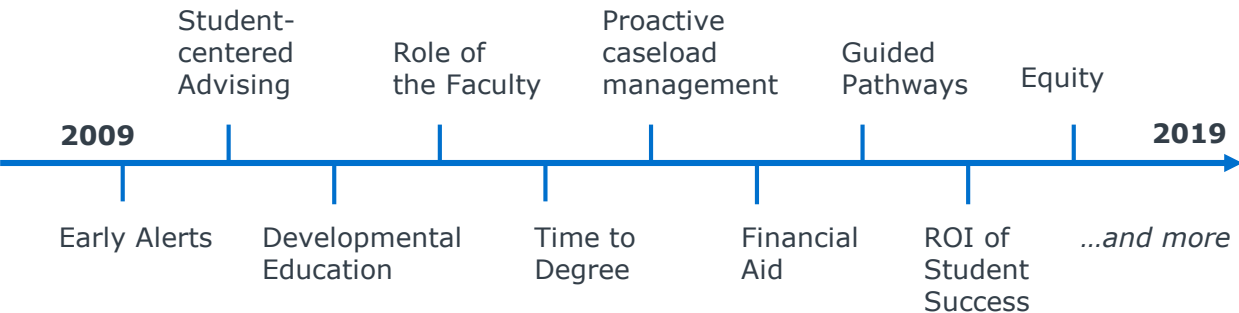 Student-
centered
Advising
Role of
the Faculty
Proactive
caseload
management
Guided
Pathways
Equity
2009
2019
Early Alerts
Developmental
Education
Time to
Degree
Financial
Aid
ROI of
Student
Success
…and more